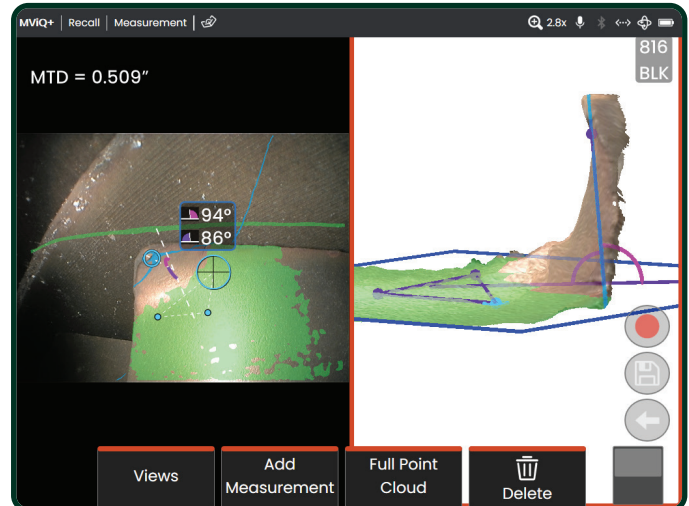 MViQ+ | Recall | Measurement |
2.8x
816
BLK
MTD = 0.509"
94°
86°
Views
Add
Measurement
Full Point
Cloud
Delete